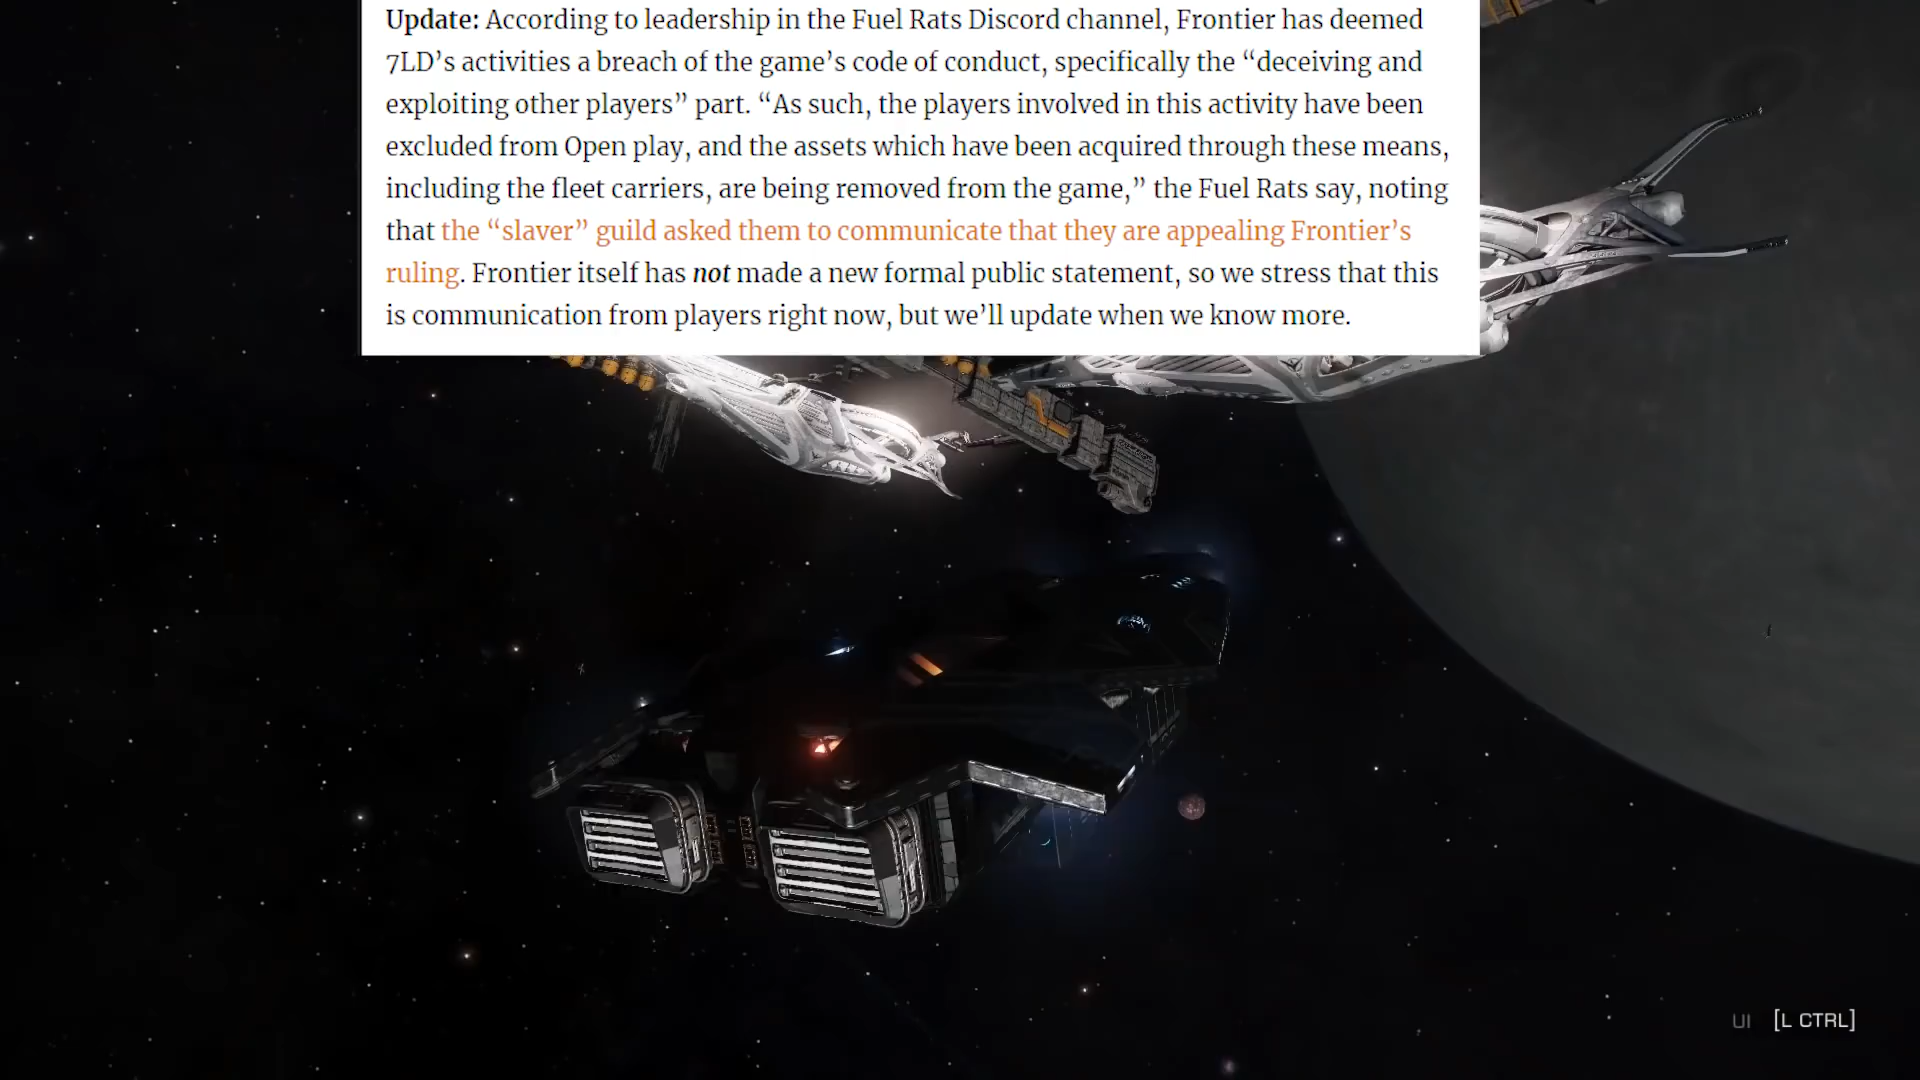 Update: According to leadership in the Fuel Rats Discord channel, Frontier has deemed
7LD’s activities a breach of the game’s code of conduct, specifically the “deceiving and
exploiting other players” part. “As such, the players involved in this activity have been
excluded from Open play, and the assets which have been acquired through these means,
including the fleet carriers, are being removed from the game,” the Fuel Rats say, noting
that the “slaver” guild asked them to communicate that they are appealing Frontier’s
ruling. Frontier itself has not made a new formal public statement, so we stress that this
is communication from players right now, but we’ll update when we know more.
UI [L CTRL]